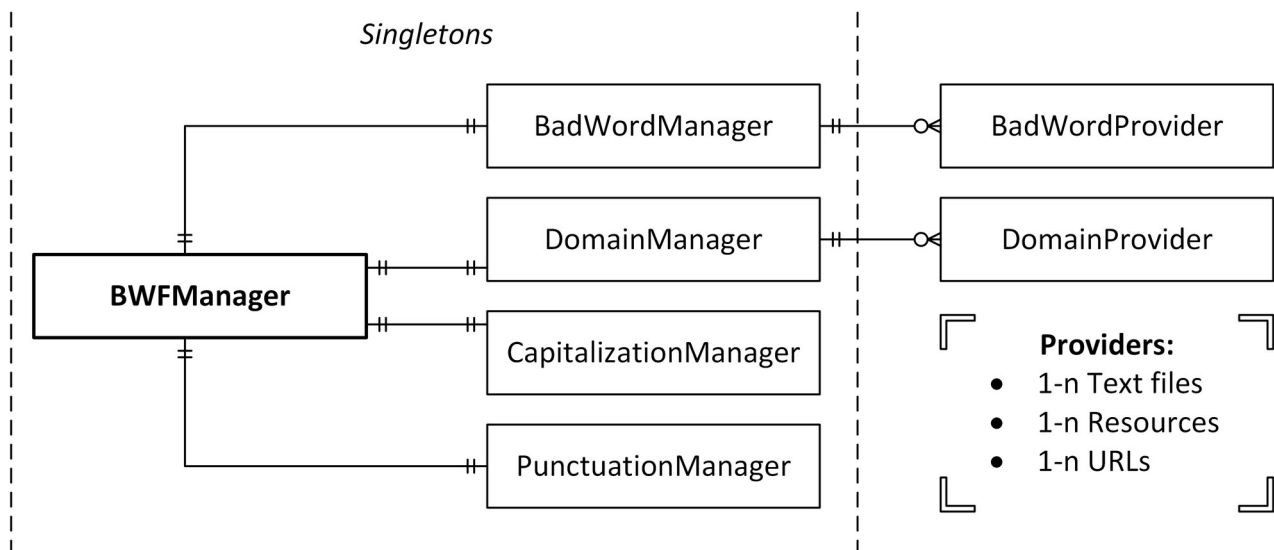 Singletons
BadWordManager
BadWordProvider
DomainManager
DomainProvider
BWFManager
CapitalizationManager
PunctuationManager
Providers:
● 1-n Text files
● 1-n Resources
● 1-n URLs